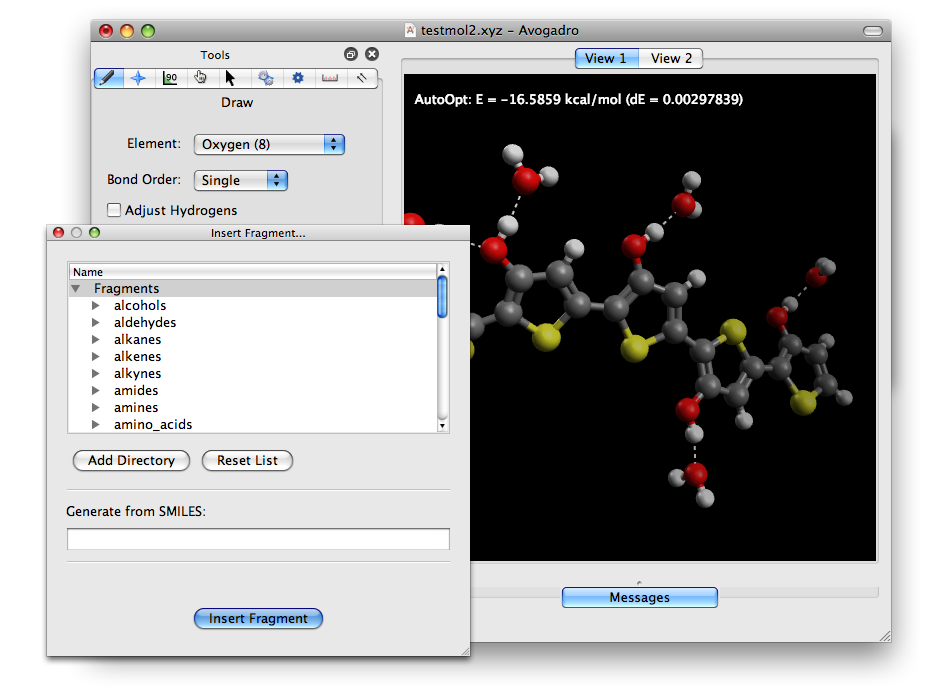 testmol2.xyz – Avogadro
Tools
90
Draw
Element: Oxygen (8)
Bond Order: Single
Adjust Hydrogens
View 1 View 2
AutoOpt: E = −16.5859 kcal/mol (dE = 0.00297839)
Insert Fragment...
Name
Fragments
alcohols
aldehydes
alkanes
alkenes
alkynes
amides
amines
amino_acids
Add Directory Reset List
Generate from SMILES:
Insert Fragment
Messages